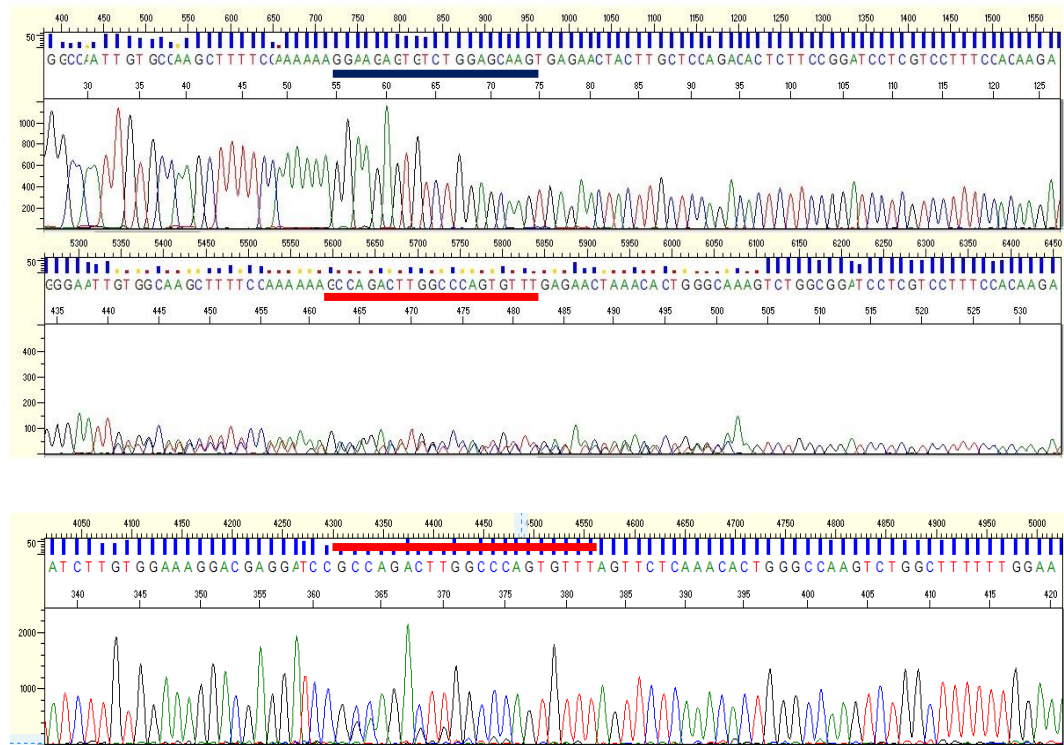 400 450 500 550 600 650 700 750 800 850 900 950 1000 1050 1100 1150 1200 1250 1300 1350 1400 1450 1500 1550
50
GGCCAATTGTGCCAAGCTTTTCCAAAAAAGGAAGAGTGTCTGGAGCAAGTGAGAACTACTTGCTCCAGACACTCTTCCGGATCCTCGTCCTTTCCACAAGA
30 35 40 45 50 55 60 65 70 75 80 85 90 95 100 105 110 115 120 125
1000
800
600
400
200
5300 5350 5400 5450 5500 5550 5600 5650 5700 5750 5800 5850 5900 5950 6000 6050 6100 6150 6200 6250 6300 6350 6400 6450
50
GGGAATTGTGGCAAGCTTTTCCAAAAAAGCCAGACTTGGCCCAGTGTTTGAGAACTAAACACTGGGCAAAGTCTGGCGGATCCTCGTCCTTTCCACAAGA
435 440 445 450 455 460 465 470 475 480 485 490 495 500 505 510 515 520 525 530
400
300
200
100
4050 4100 4150 4200 4250 4300 4350 4400 4450 4500 4550 4600 4650 4700 4750 4800 4850 4900 4950 5000
50
ATCTTGTGGAAAGGACGAGGATCCGCCAGACTTGGCCCAGTGTTTAGTTCTCAAACACTGGGCCAAGTCTGGCTTTTTTGGAA
340 345 350 355 360 365 370 375 380 385 390 395 400 405 410 415 420
2000
1000